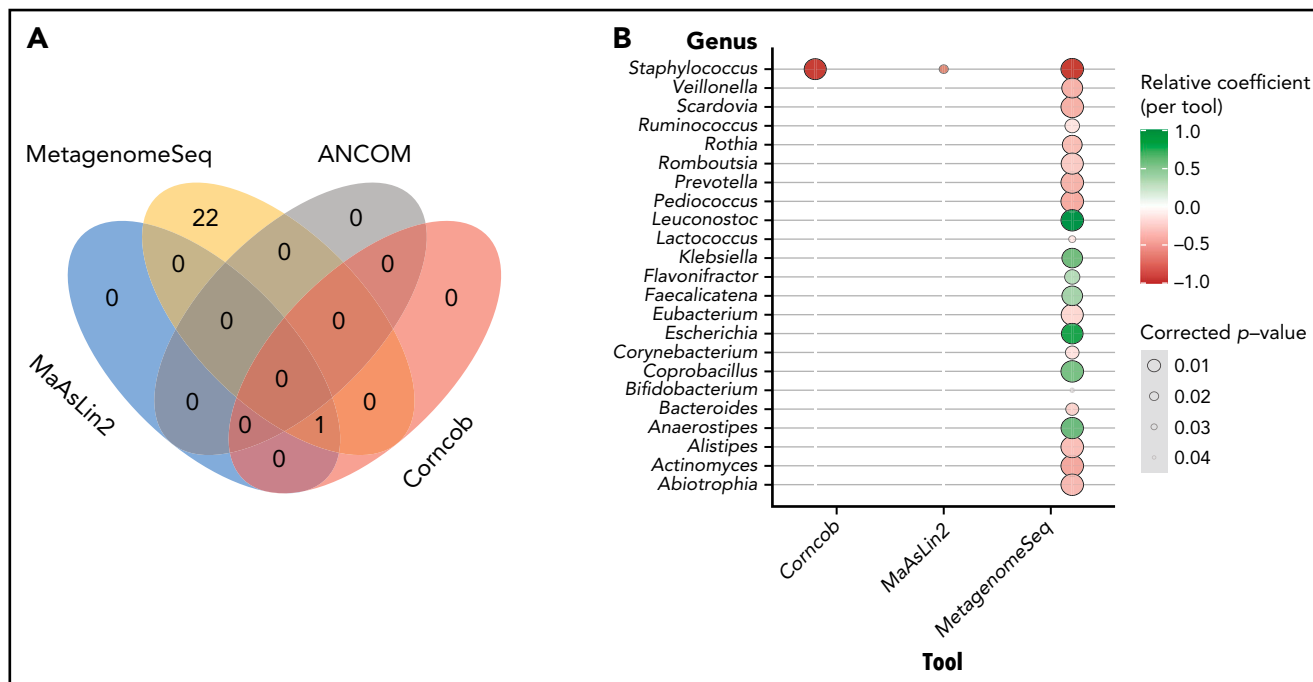 A
MetagenomeSeq
ANCOM
22
0
0
0
0
0
0
0
0
0
0
0
0
1
0
MaAsLin2
Corncob
B
Genus
Staphylococcus
Veillonella
Scardovia
Ruminococcus
Rothia
Romboutsia
Prevotella
Pediococcus
Leuconostoc
Lactococcus
Klebsiella
Flavonifractor
Faecalicatena
Eubacterium
Escherichia
Corynebacterium
Coprobacillus
Bifidobacterium
Bacteroides
Anaerostipes
Alistipes
Actinomyces
Abiotrophia
Corncob
MaAsLin2
MetagenomeSeq
Tool
Relative coefficient
(per tool)
1.0
0.5
0.0
−0.5
−1.0
Corrected p–value
0.01
0.02
0.03
0.04